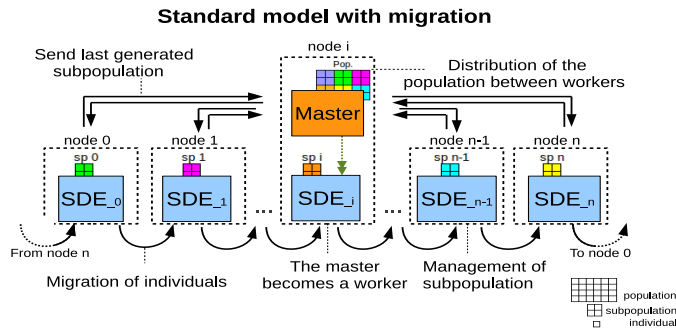 Standard model with migration
Send last generated
subpopulation
node i
Pop.
Distribution of the
population between workers
Master
node 0
node 1
node n-1
node n
sp 0
sp 1
sp i
sp n-1
sp n
SDE_0
SDE_1
...
SDE_i
...
SDE_n-1
SDE_n
From node n
To node 0
Migration of individuals
The master
becomes a worker
Management of
subpopulation
population
subpopulation
individual